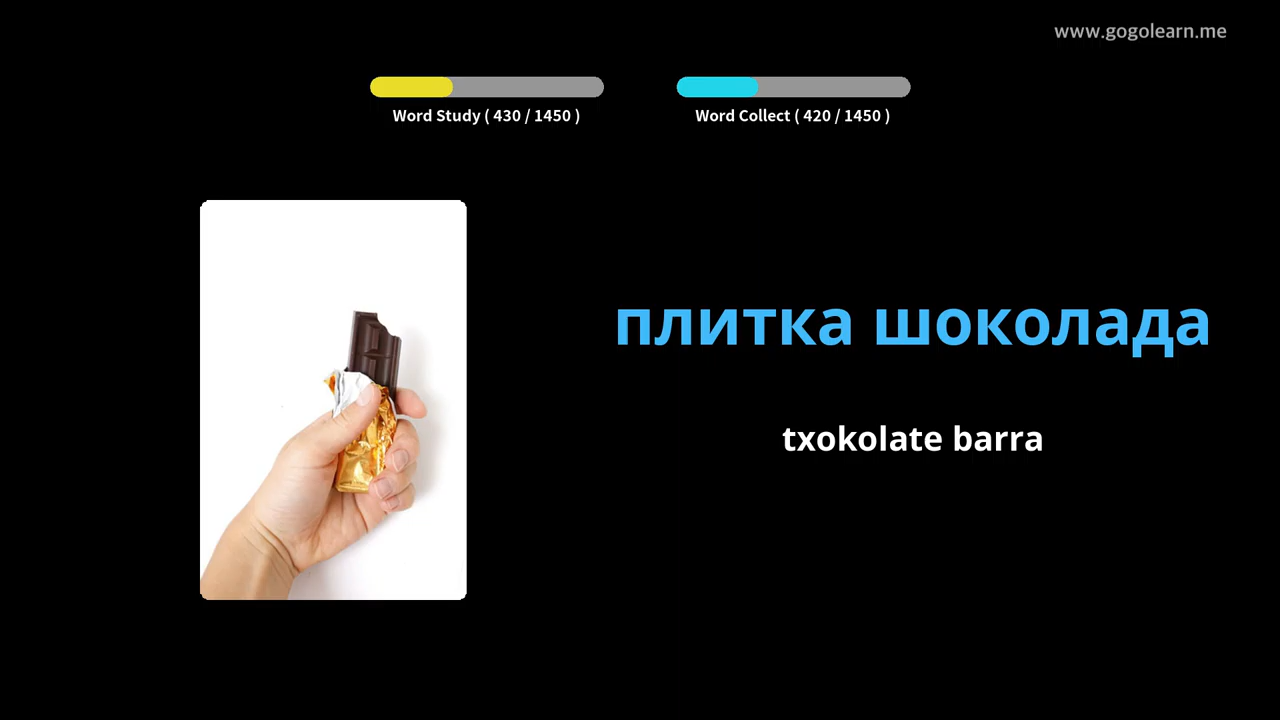 www.gogolearn.me
Word Study ( 430 / 1450 )
Word Collect ( 420 / 1450 )
плитка шоколада
txokolate barra